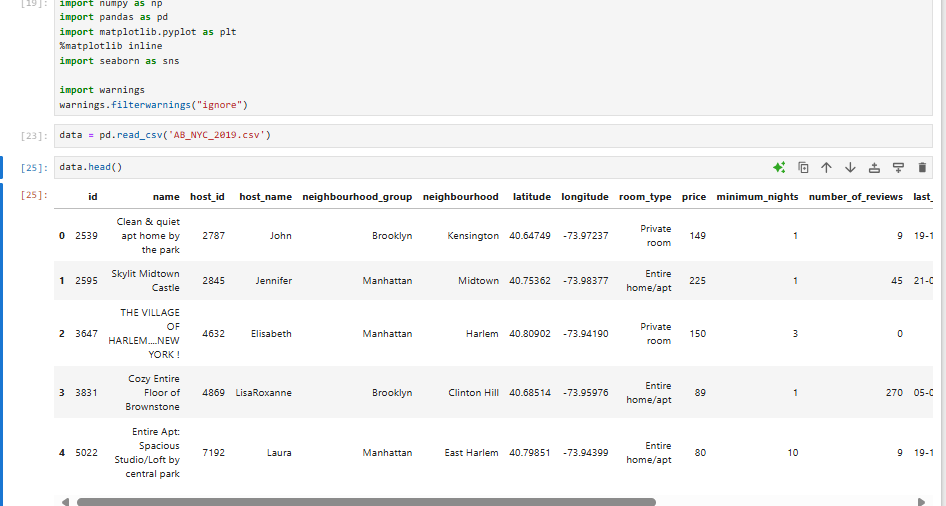 [19]: import numpy as np
import pandas as pd
import matplotlib.pyplot as plt
%matplotlib inline
import seaborn as sns
import warnings
warnings.filterwarnings("ignore")
[23]: data = pd.read_csv('AB_NYC_2019.csv')
[25]: data.head()
[25]: id name host_id host_name neighbourhood_group neighbourhood latitude longitude room_type price minimum_nights number_of_reviews last_
0 2539 Clean & quiet apt home by the park 2787 John Brooklyn Kensington 40.64749 -73.97237 Private room 149 1 9 19-1
1 2595 Skylit Midtown Castle 2845 Jennifer Manhattan Midtown 40.75362 -73.98377 Entire home/apt 225 1 45 21-0
2 3647 THE VILLAGE OF HARLEM....NEW YORK ! 4632 Elisabeth Manhattan Harlem 40.80902 -73.94190 Private room 150 3 0
3 3831 Cozy Entire Floor of Brownstone 4869 LisaRoxanne Brooklyn Clinton Hill 40.68514 -73.95976 Entire home/apt 89 1 270 05-0
4 5022 Entire Apt: Spacious Studio/Loft by central park 7192 Laura Manhattan East Harlem 40.79851 -73.94399 Entire home/apt 80 10 9 19-1